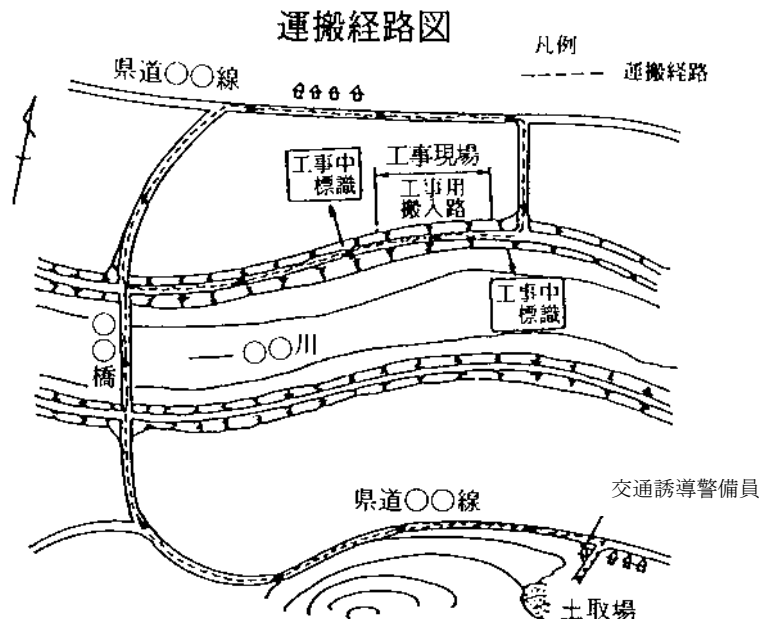 運搬経路図
凡例
運搬経路
県道○○線
工事中
標識
工事現場
工事用
搬入路
工事中
標識
○○橋
○○川
県道○○線
交通誘導警備員
土取場